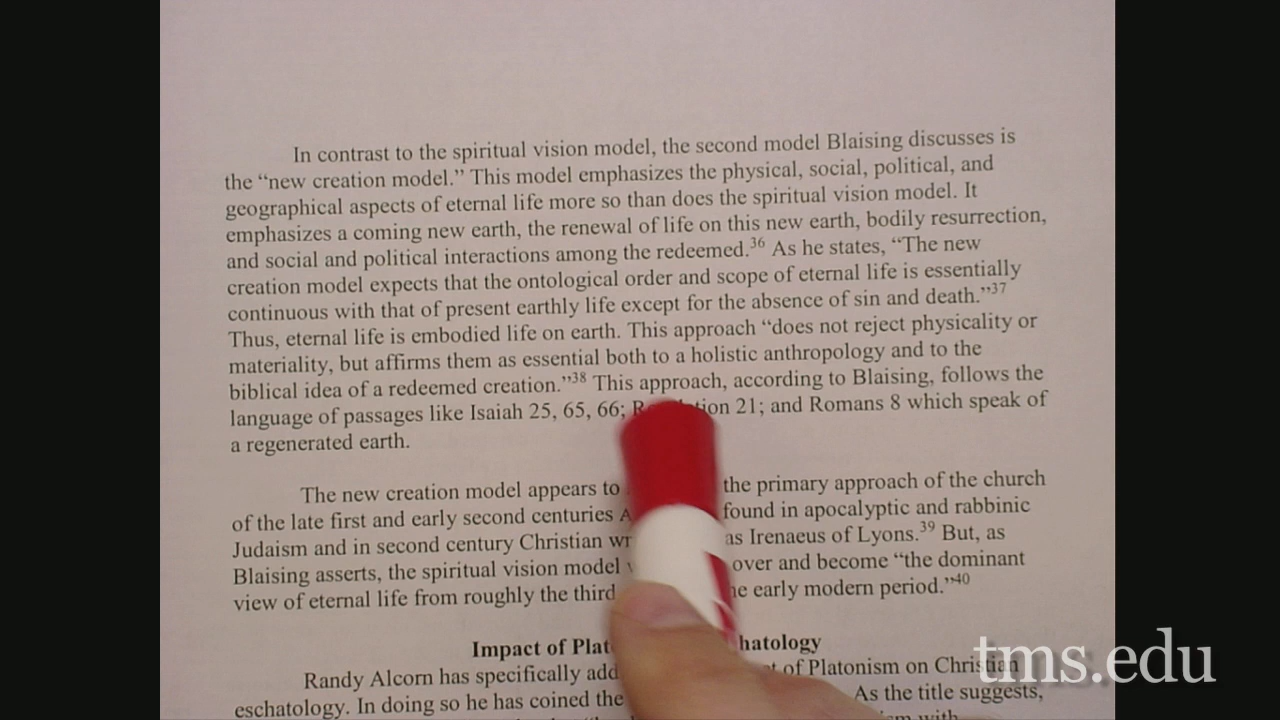 In contrast to the spiritual vision model, the second model Blaising discusses is
the “new creation model.” This model emphasizes the physical, social, political, and
geographical aspects of eternal life more so than does the spiritual vision model. It
emphasizes a coming new earth, the renewal of life on this new earth, bodily resurrection,
and social and political interactions among the redeemed.36 As he states, “The new
creation model expects that the ontological order and scope of eternal life is essentially
continuous with that of present earthly life except for the absence of sin and death.”37
Thus, eternal life is embodied life on earth. This approach “does not reject physicality or
materiality, but affirms them as essential both to a holistic anthropology and to the
biblical idea of a redeemed creation.”38 This approach, according to Blaising, follows the
language of passages like Isaiah 25, 65, 66; 21; and Romans 8 which speak of
a regenerated earth.
The new creation model appears to the primary approach of the church
of the late first and early second centuries found in apocalyptic and rabbinic
Judaism and in second century Christian as Irenaeus of Lyons.39 But, as
Blaising asserts, the spiritual vision model over and become “the dominant
view of eternal life from roughly the third early modern period.”40
Impact of
Randy Alcorn has specifically of Platonism on Christian
eschatology. In doing so he has coined the As the title suggests,
tms.edu